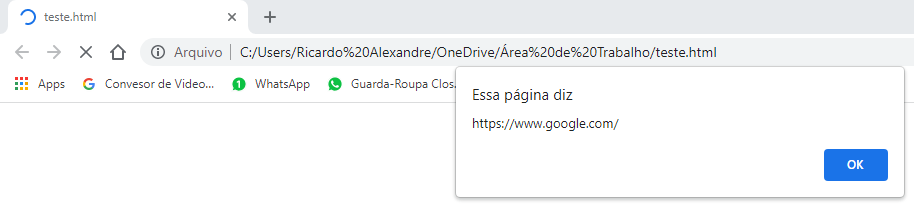 teste.html
Arquivo | C:/Users/Ricardo%20Alexandre/OneDrive/Área%20de%20Trabalho/teste.html
Apps Convesor de Video... WhatsApp Guarda-Roupa Clos...
Essa página diz
https://www.google.com/
OK